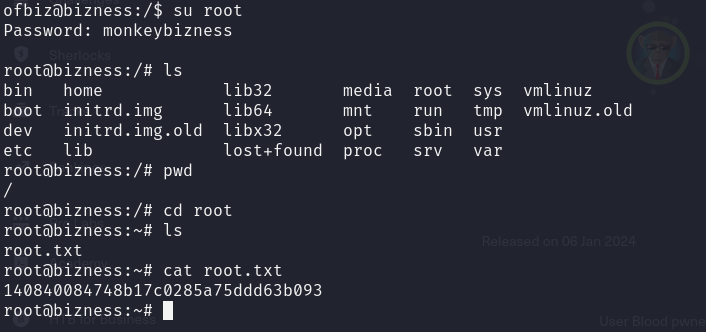 ofbiz@bizness:/$ su root
Password: monkeybizness
Sherlocks
root@bizness:/# ls
bin   home            lib32       media  root  sys  vmlinuz
boot  initrd.img      lib64       mnt    run   tmp  vmlinuz.old
dev   initrd.img.old  libx32      opt    sbin  usr
etc   lib             lost+found  proc   srv   var
root@bizness:/# pwd
/
root@bizness:/# cd root
root@bizness:~# ls
Released on 06 Jan 2024
root.txt
root@bizness:~# cat root.txt
140840084748b17c0285a75ddd63b093
root@bizness:~#
HTB for business
User Blood pwne